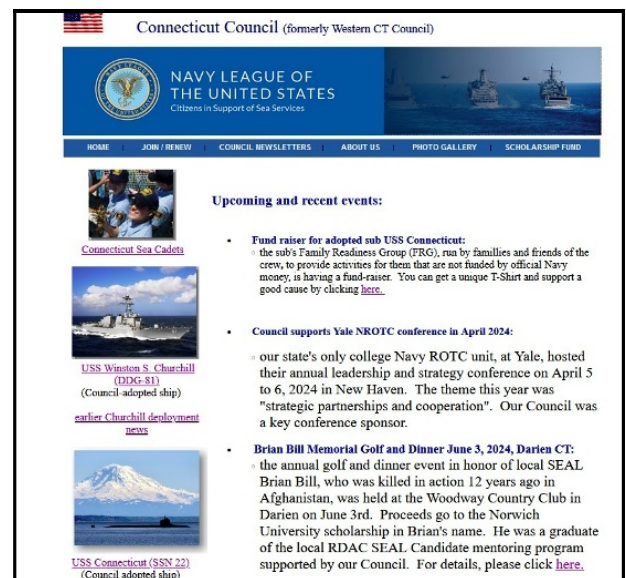 Connecticut Council (formerly Western CT Council)
NAVY LEAGUE OF
THE UNITED STATES
Citizens in Support of Sea Services
HOME | JOIN / RENEW | COUNCIL NEWSLETTERS | ABOUT US | PHOTO GALLERY | SCHOLARSHIP FUND
Connecticut Sea Cadets
USS Winston S. Churchill
(DDG-81)
(Council-adopted ship)
earlier Churchill deployment
news
USS Connecticut (SSN 22)
(Council adopted ship)
Upcoming and recent events:
Fund raiser for adopted sub USS Connecticut:
the sub's Family Readiness Group (FRG), run by famillies and friends of the
crew, to provide activities for them that are not funded by official Navy
money, is having a fund-raiser. You can get a unique T-Shirt and support a
good cause by clicking here.
Council supports Yale NROTC conference in April 2024:
our state's only college Navy ROTC unit, at Yale, hosted
their annual leadership and strategy conference on April 5
to 6, 2024 in New Haven. The theme this year was
"strategic partnerships and cooperation". Our Council was
a key conference sponsor.
Brian Bill Memorial Golf and Dinner June 3, 2024, Darien CT:
the annual golf and dinner event in honor of local SEAL
Brian Bill, who was killed in action 12 years ago in
Afghanistan, was held at the Woodway Country Club in
Darien on June 3rd. Proceeds go to the Norwich
University scholarship in Brian's name. He was a graduate
of the local RDAC SEAL Candidate mentoring program
supported by our Council. For details, please click here.